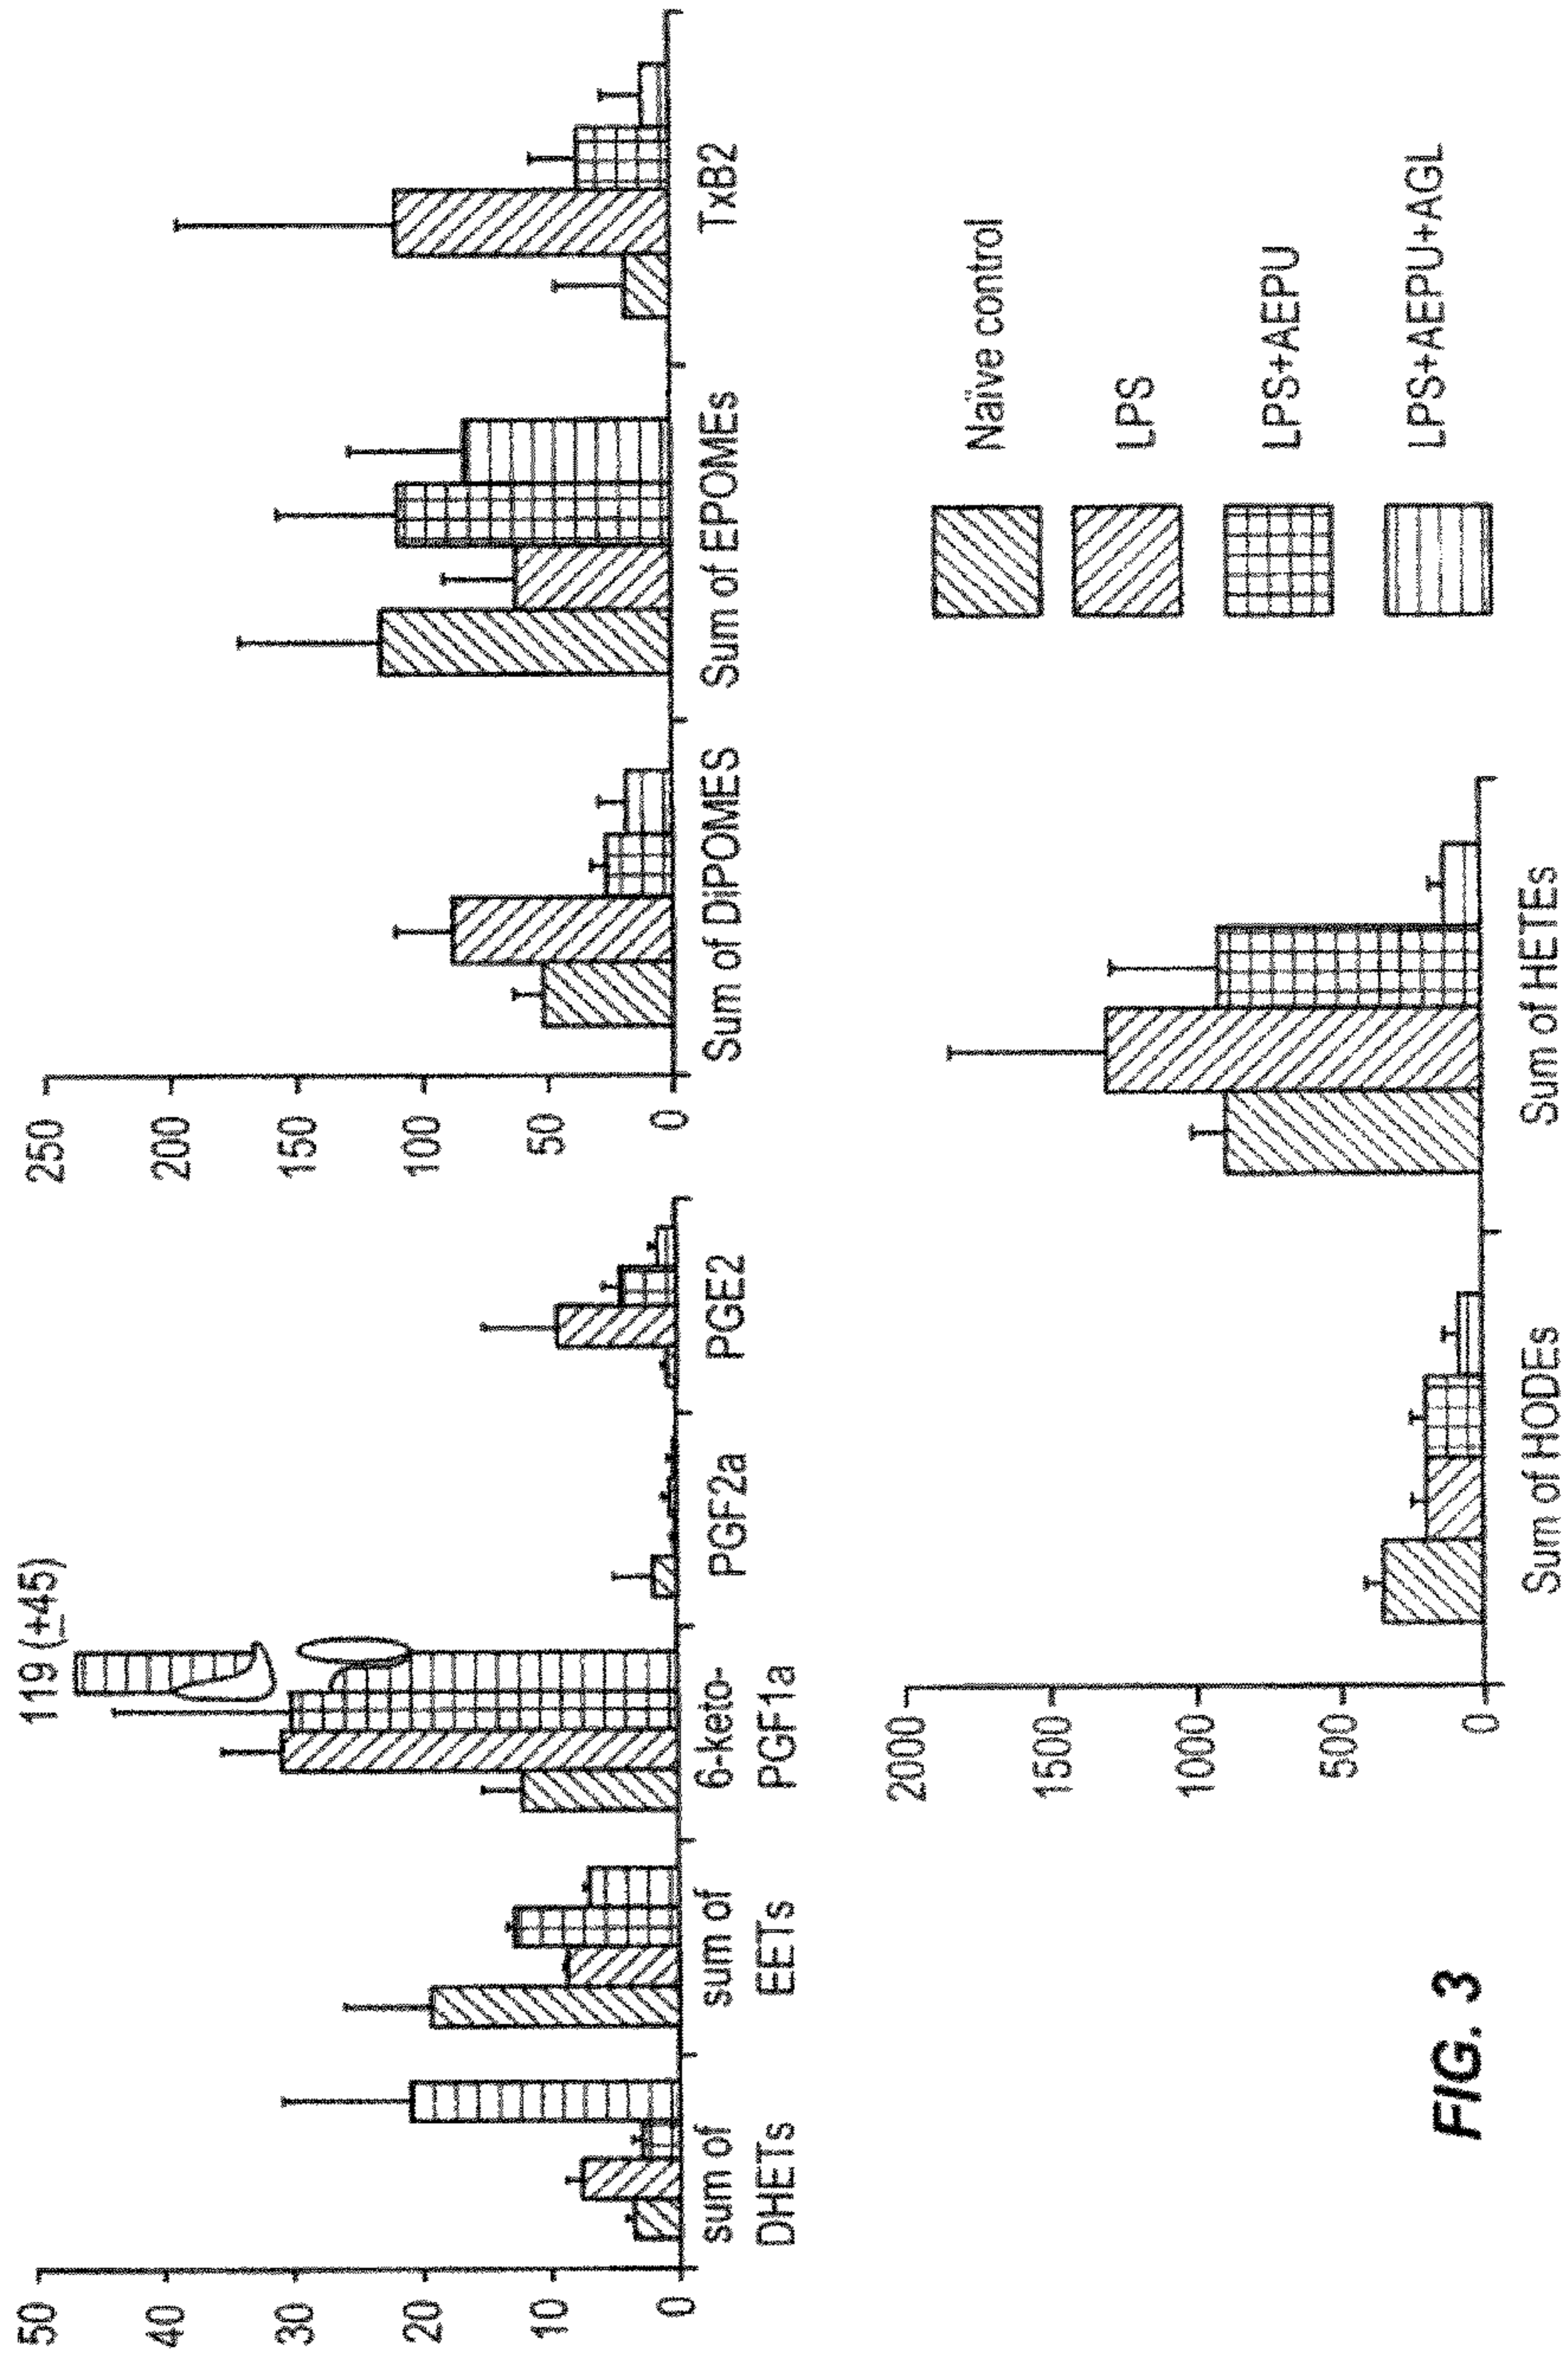 119 (±45)
50
40
30
20
10
0
sum of
DHETs
sum of
EETs
6-keto-
PGF1a
PGF2a
PGE2
250
200
150
100
50
0
Sum of DiPOMES
Sum of EPOMEs
TxB2
2000
1500
1000
500
0
Sum of HODEs
Sum of HETEs
Naïve control
LPS
LPS+AEPU
LPS+AEPU+AGL
FIG. 3